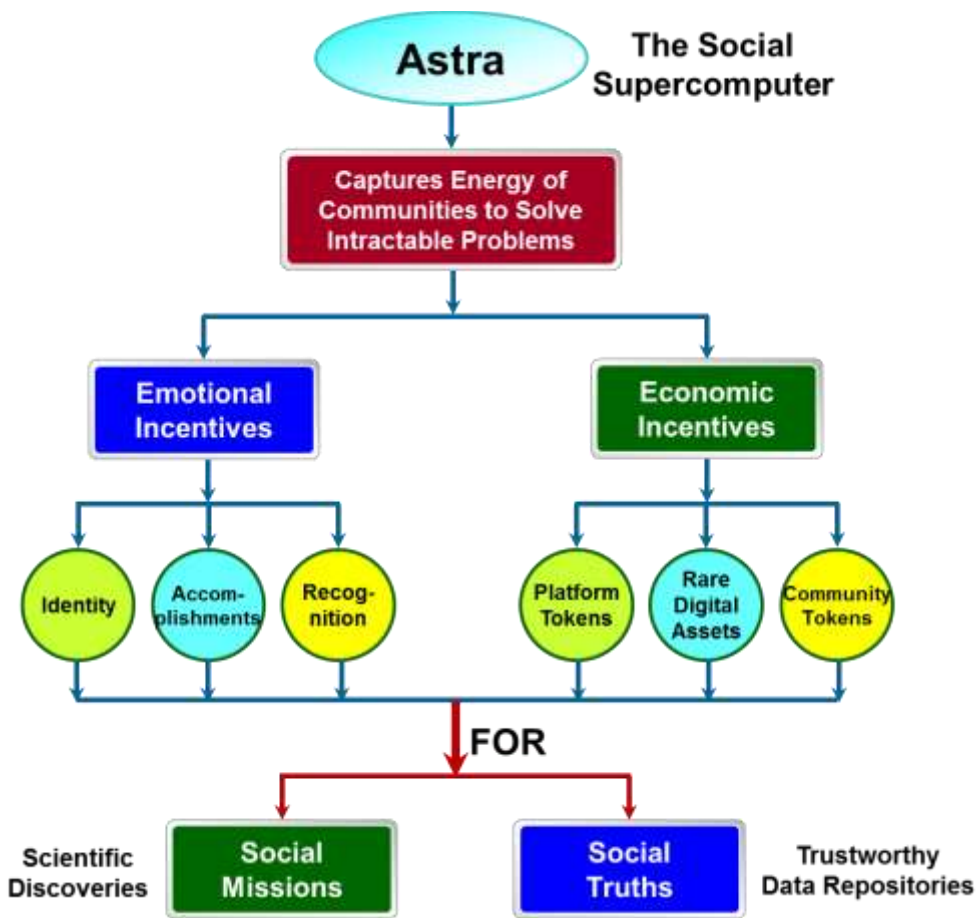 Astra
The Social
Supercomputer
Captures Energy of
Communities to Solve
Intractable Problems
Emotional
Incentives
Economic
Incentives
Identity
Accom-
plishments
Recog-
nition
Platform
Tokens
Rare
Digital
Assets
Community
Tokens
FOR
Scientific
Discoveries
Social
Missions
Social
Truths
Trustworthy
Data Repositories